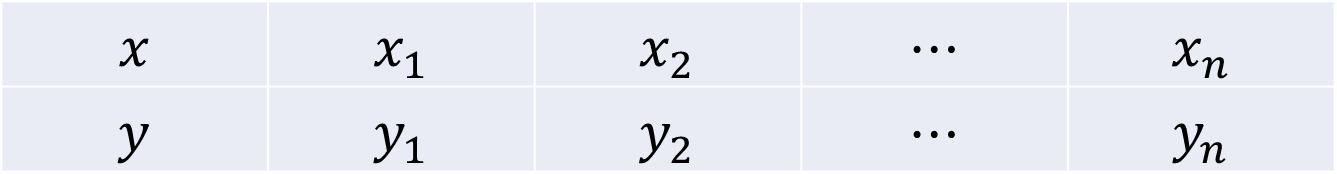 x x₁ x₂ ⋯ xₙ
y y₁ y₂ ⋯ yₙ